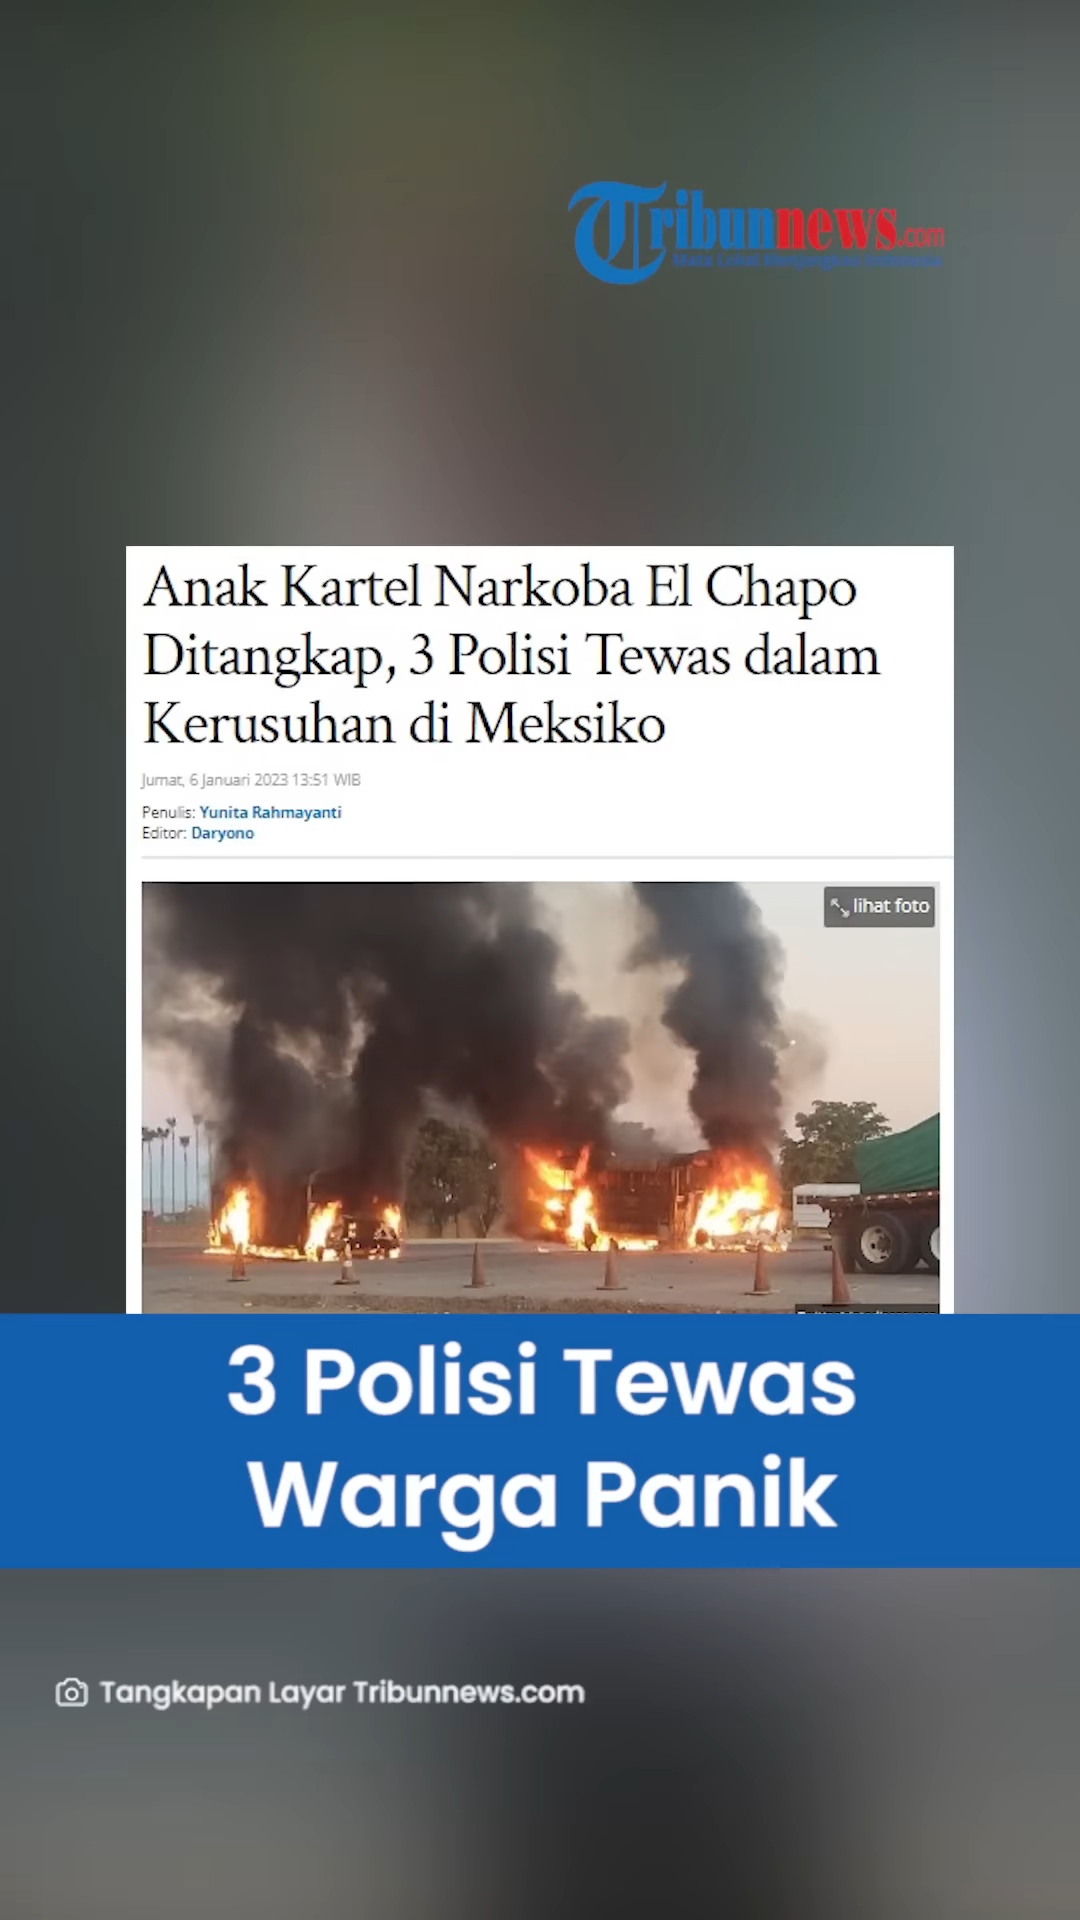 Tribunnews.com
Anak Kartel Narkoba El Chapo
Ditangkap, 3 Polisi Tewas dalam
Kerusuhan di Meksiko
Jumat, 6 Januari 2023 13:51 WIB
Penulis: Yunita Rahmayanti
Editor: Daryono
lihat foto
3 Polisi Tewas
Warga Panik
Tangkapan Layar Tribunnews.com